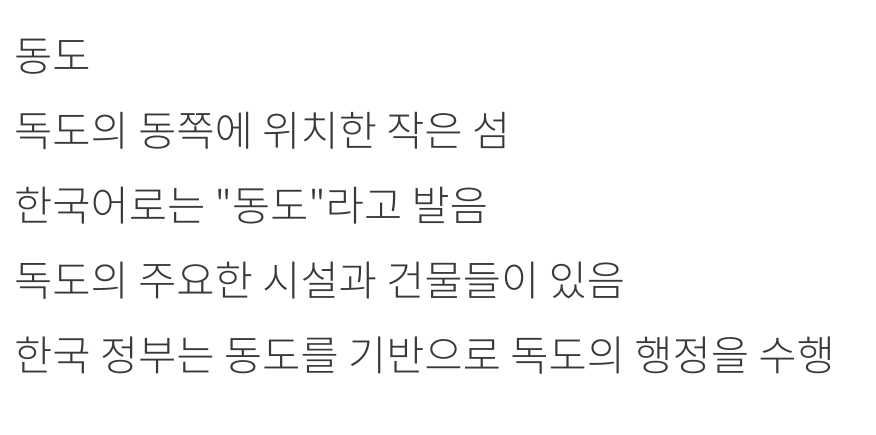 동도
독도의 동쪽에 위치한 작은 섬
한국어로는 "동도"라고 발음
독도의 주요한 시설과 건물들이 있음
한국 정부는 동도를 기반으로 독도의 행정을 수행